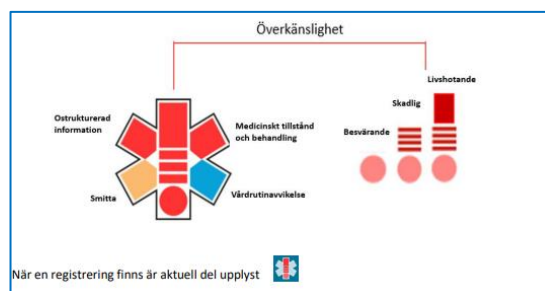 Överkänslighet
Livshotande
Skadlig
Besvärande
Ostrukturerad
information
Medicinskt tillstånd
och behandling
Smitta
Vårdrutinavvikelse
När en registrering finns är aktuell del upplyst